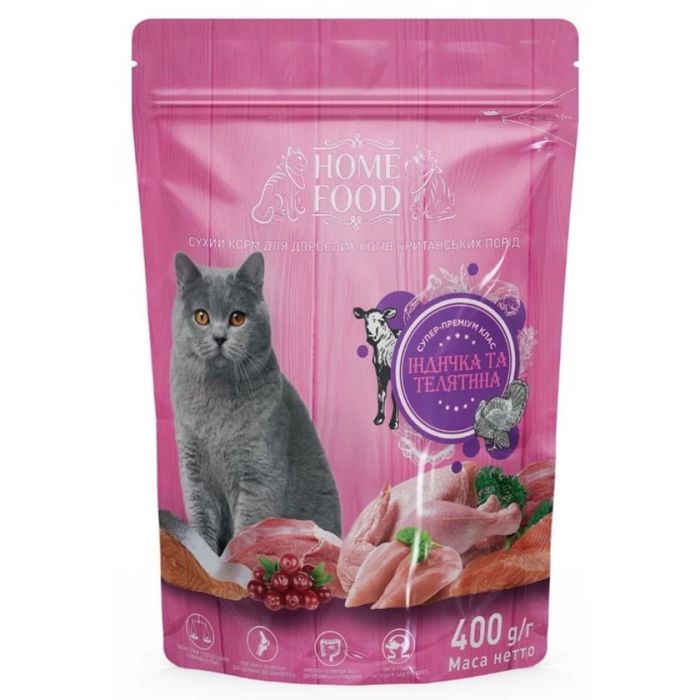 HOME
FOOD
СУХИЙ КОРМ ДЛЯ ДОРОСЛИХ КОТІВ БРИТАНСЬКИХ ПОРІД
СУПЕР-ПРЕМІУМ КЛАС
ІНДИЧКА ТА
ТЕЛЯТИНА
400 g/г
Маса нетто